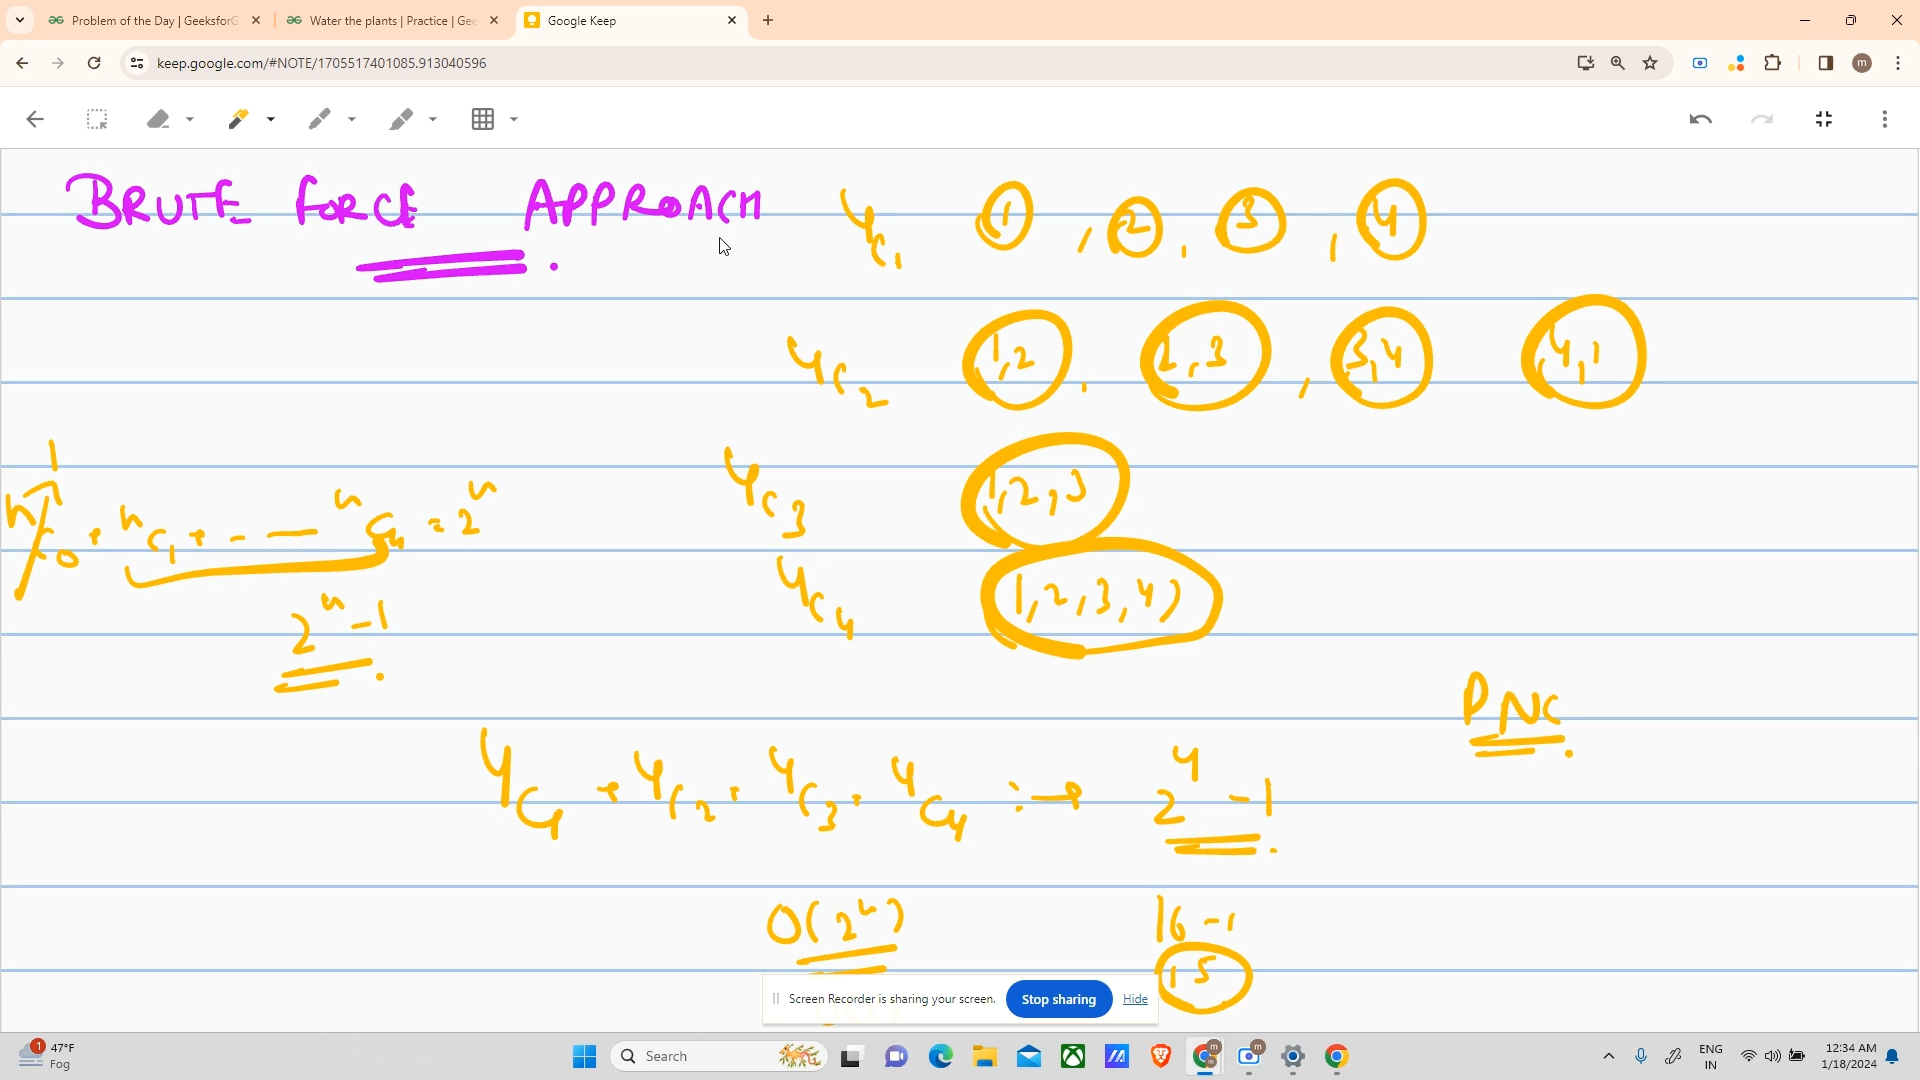 Problem of the Day | GeeksforG
Water the plants | Practice | Gee
Google Keep
keep.google.com/#NOTE/1705517401085.913040596
m
BRUTE FORCE APPROACH
4C1 1 , 2 , 3 , 4
4C2 1,2 , 2,3 , 3,4 4,1
4C3 1,2,3
1
nC0 + nC1 + - — nCn = 2^n
4C4 1,2,3,4)
2^n -1
PNC
4C1 + 4C2 + 4C3 + 4C4 :→ 2^4 -1
O(2^n) 16 -1
15
Screen Recorder is sharing your screen. Stop sharing Hide
1 47°F
Fog
Search
m
m
ENG
IN
12:34 AM
1/18/2024